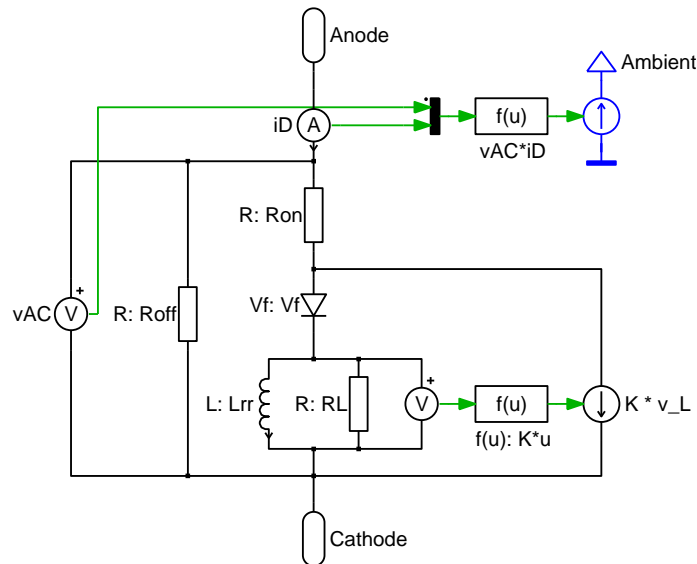 Anode
Ambient
iD
A
f(u)
vAC*iD
R: Ron
Vf: Vf
vAC
V
R: Roff
L: Lrr
R: RL
V
f(u)
K * v_L
f(u): K*u
Cathode